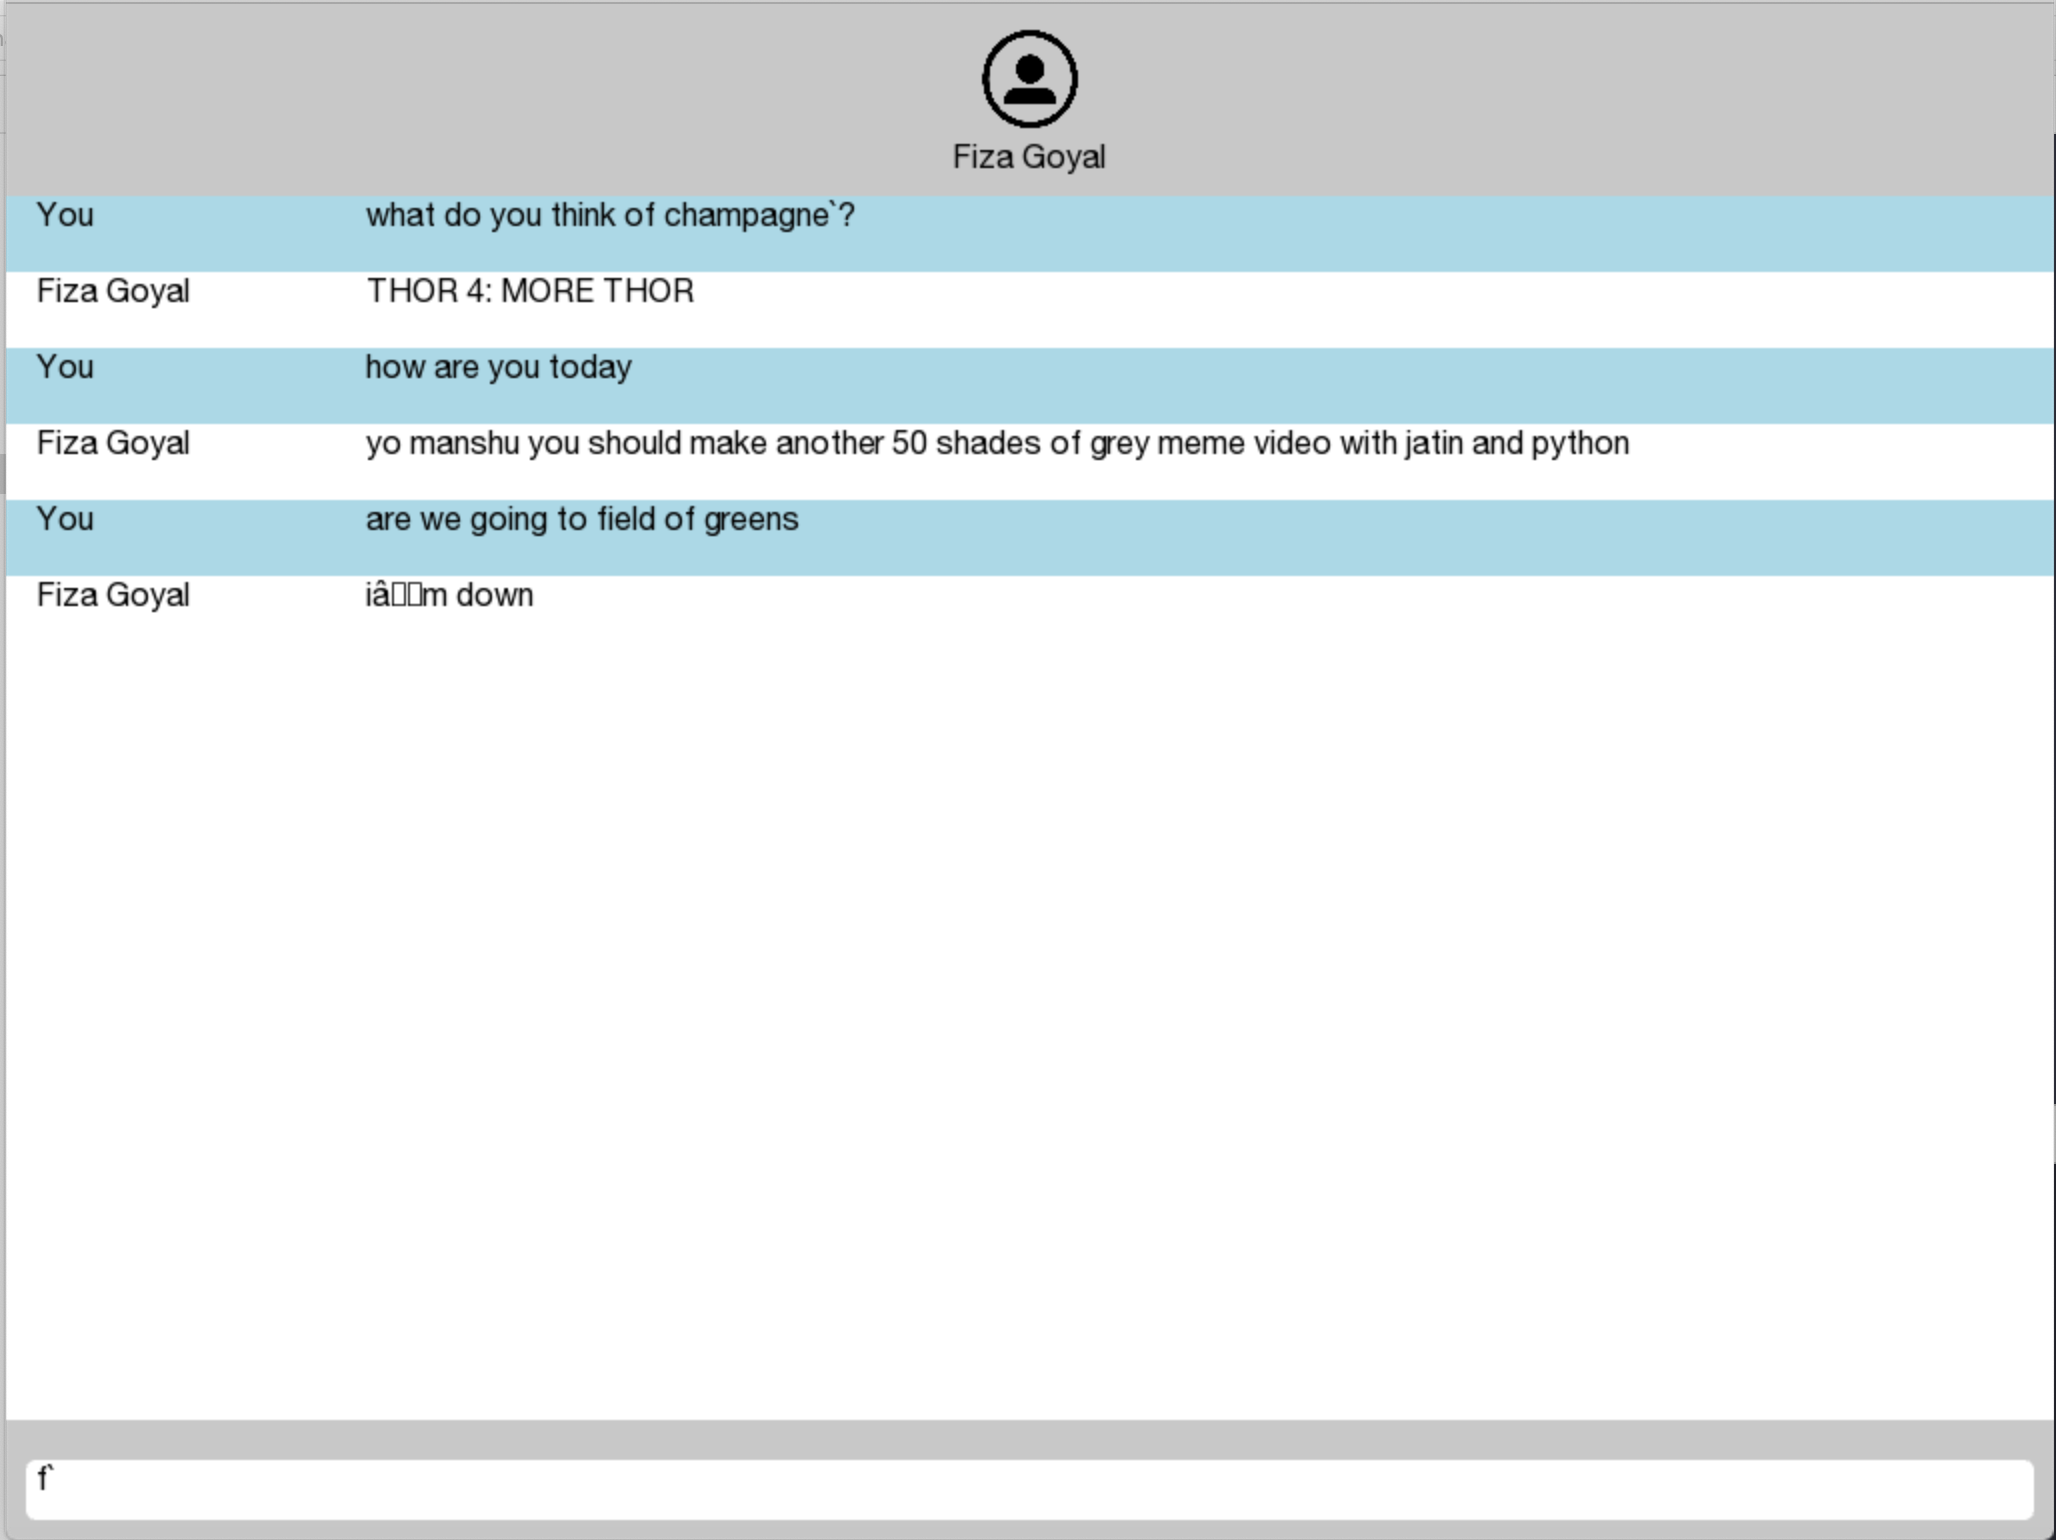 Fiza Goyal
You what do you think of champagne`?
Fiza Goyal THOR 4: MORE THOR
You how are you today
Fiza Goyal yo manshu you should make another 50 shades of grey meme video with jatin and python
You are we going to field of greens
Fiza Goyal iâ▯▯m down
f`